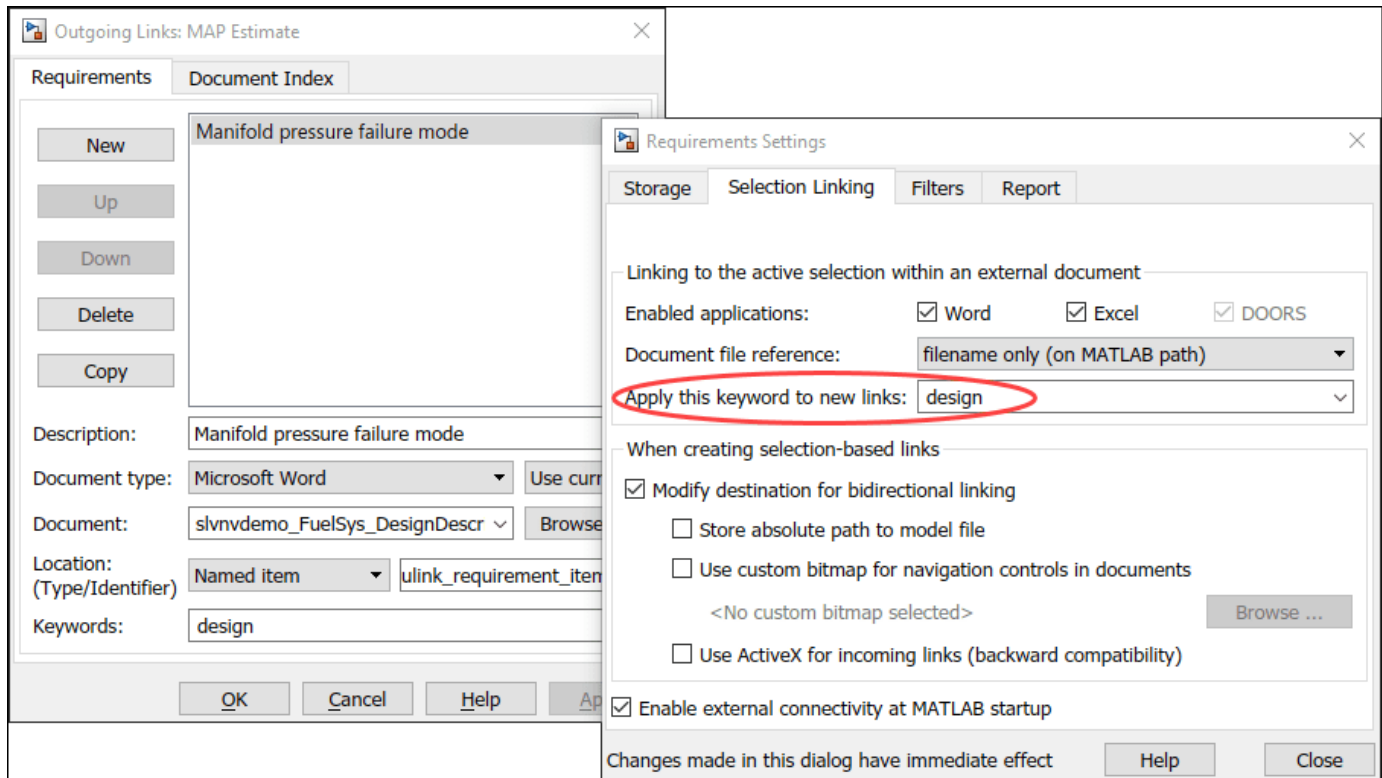 Outgoing Links: MAP Estimate
Requirements Document Index
New
Up
Down
Delete
Copy
Manifold pressure failure mode
Description: Manifold pressure failure mode
Document type: Microsoft Word Use curr
Document: slvnvdemo_FuelSys_DesignDescr Browse
Location:
(Type/Identifier) Named item ulink_requirement_item
Keywords: design
OK Cancel Help Ap
Requirements Settings
Storage Selection Linking Filters Report
Linking to the active selection within an external document
Enabled applications: Word Excel DOORS
Document file reference: filename only (on MATLAB path)
Apply this keyword to new links: design
When creating selection-based links
Modify destination for bidirectional linking
Store absolute path to model file
Use custom bitmap for navigation controls in documents
<No custom bitmap selected> Browse ...
Use ActiveX for incoming links (backward compatibility)
Enable external connectivity at MATLAB startup
Changes made in this dialog have immediate effect Help Close